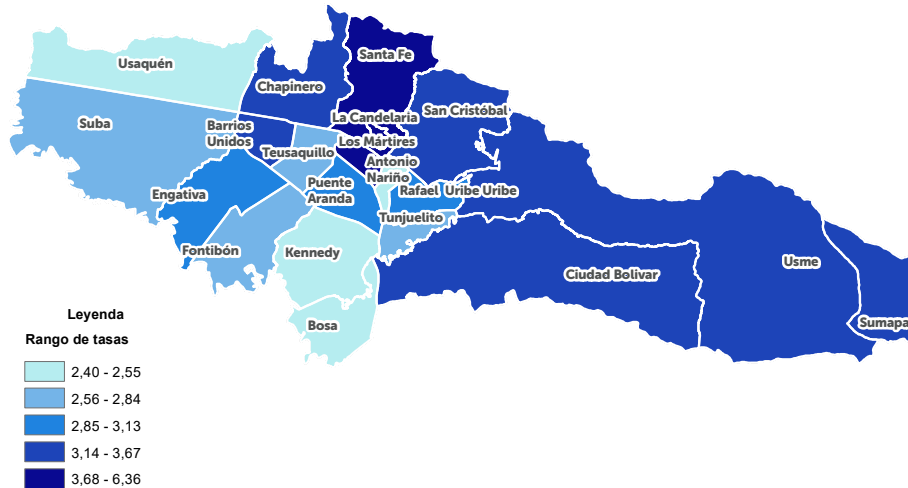 Santa Fe
Usaquén
Chapinero
San Cristóbal
La Candelaria
Suba
Barrios
Unidos
Los Mártires
Teusaquillo
Antonio
Nariño
Puente
Aranda
Rafael Uribe Uribe
Engativa
Tunjuelito
Fontibón
Kennedy
Usme
Ciudad Bolivar
Bosa
Sumapa
Leyenda
Rango de tasas
2,40 - 2,55
2,56 - 2,84
2,85 - 3,13
3,14 - 3,67
3,68 - 6,36